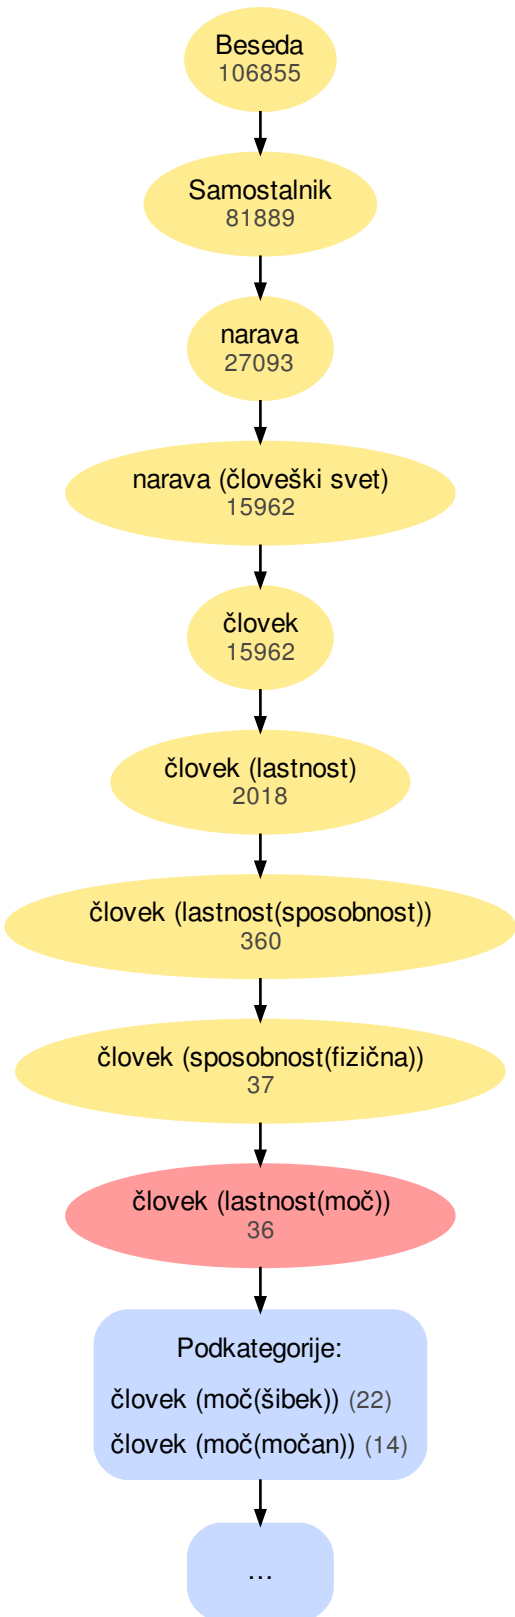 Beseda
106855
Samostalnik
81889
narava
27093
narava (človeški svet)
15962
človek
15962
človek (lastnost)
2018
človek (lastnost(sposobnost))
360
človek (sposobnost(fizična))
37
človek (lastnost(moč))
36
Podkategorije:
človek (moč(šibek)) (22)
človek (moč(močan)) (14)
...